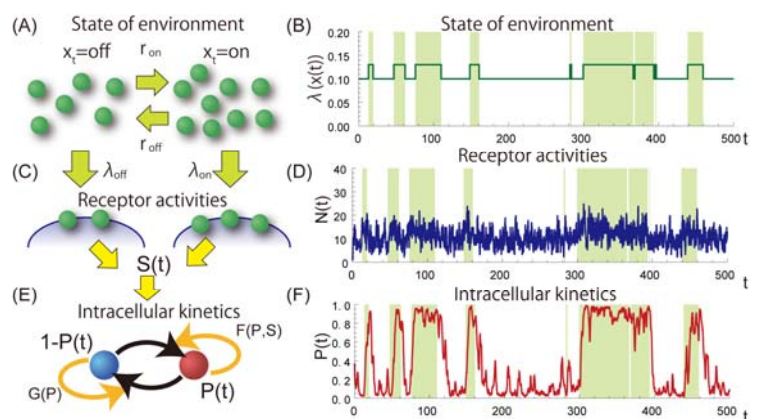 (A) State of environment
x_t=off r_on x_t=on
r_off
(C) λ_off λ_on
Receptor activities
S(t)
(E) Intracellular kinetics
1-P(t) F(P,S)
G(P) P(t)
(B) State of environment
λ (x(t))
0.20
0.15
0.10
0.05
0.00
0 100 200 300 400 500 t
Receptor activities
(D)
N(t)
40
30
20
10
0
0 100 200 300 400 500 t
(F) Intracellular kinetics
P(t)
1.0
0.8
0.6
0.4
0.2
0
0 100 200 300 400 500 t